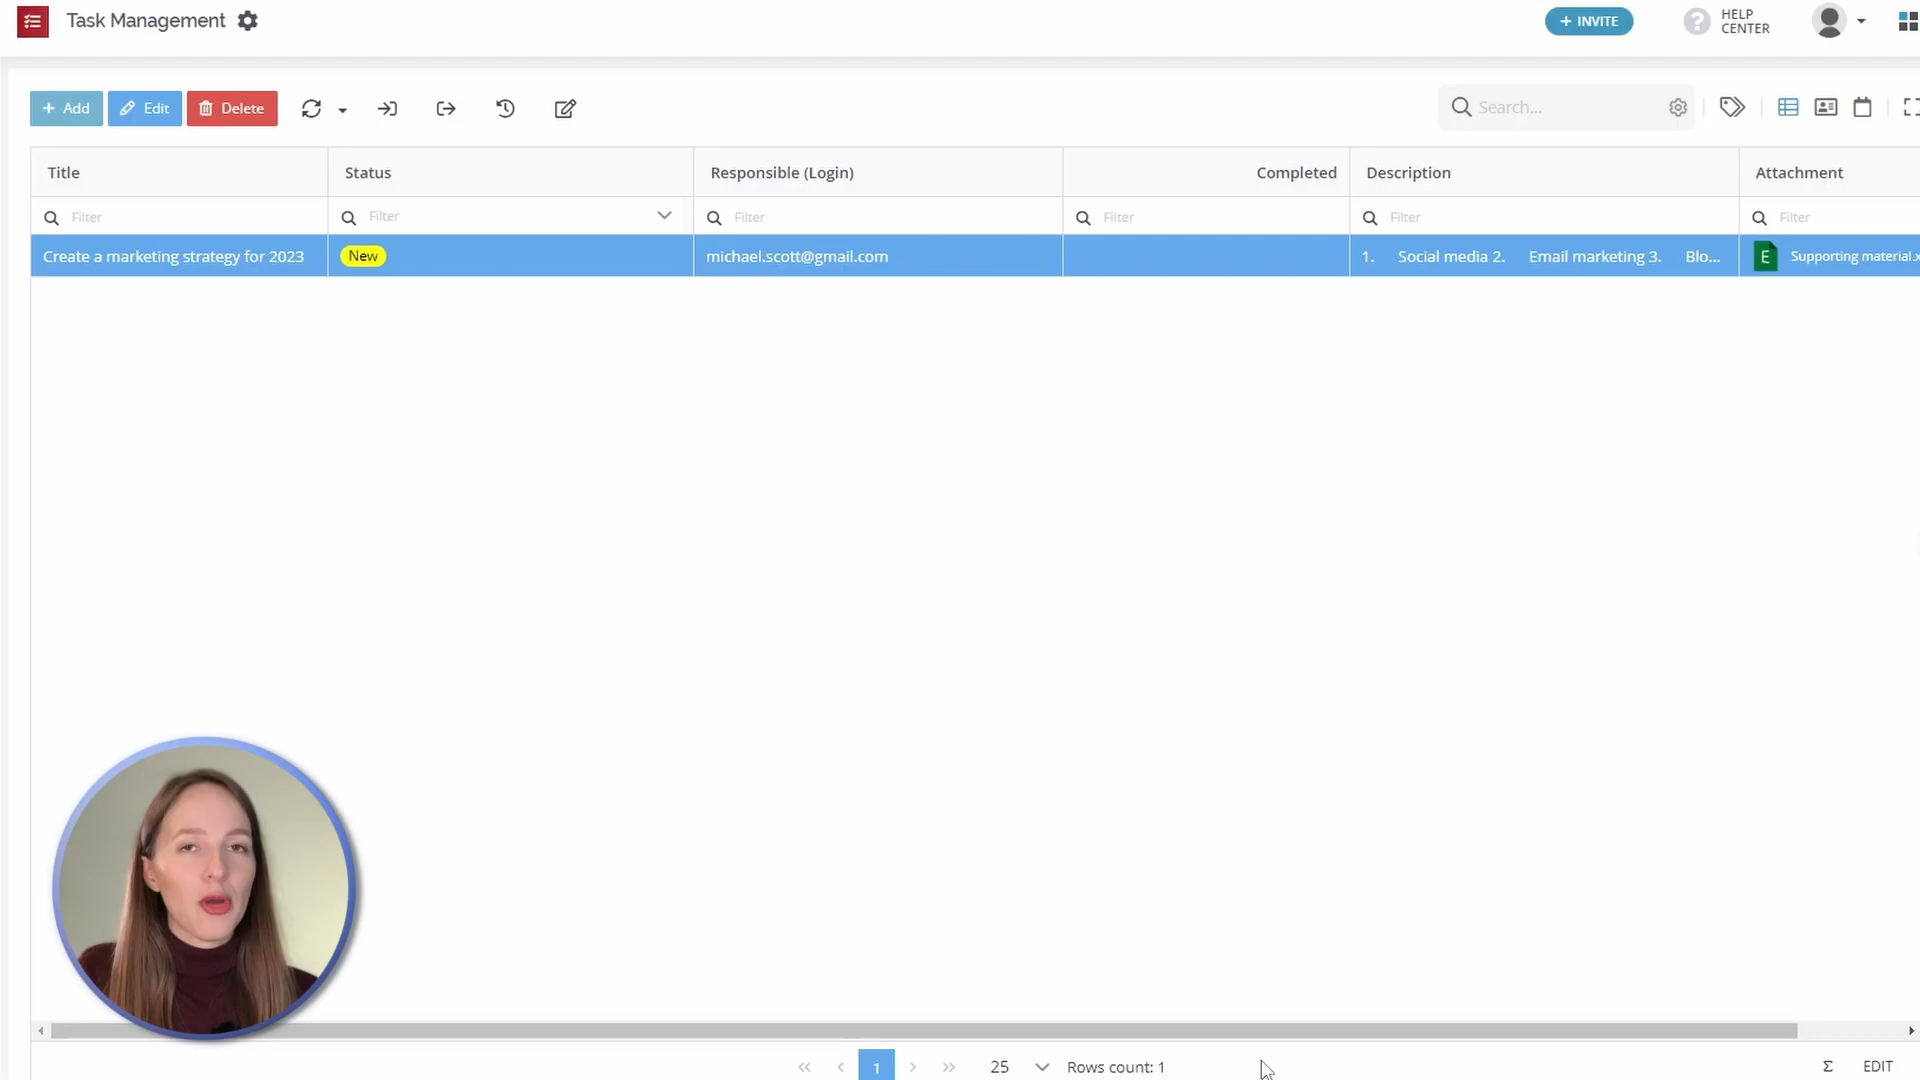 Task Management
+ INVITE
? HELP
CENTER
+ Add
Edit
Delete
Search...
Title
Status
Responsible (Login)
Completed
Description
Attachment
Filter
Filter
Filter
Filter
Filter
Filter
Create a marketing strategy for 2023
New
michael.scott@gmail.com
1. Social media 2. Email marketing 3. Blo...
E Supporting material.x
1
25
Rows count: 1
Σ
EDIT